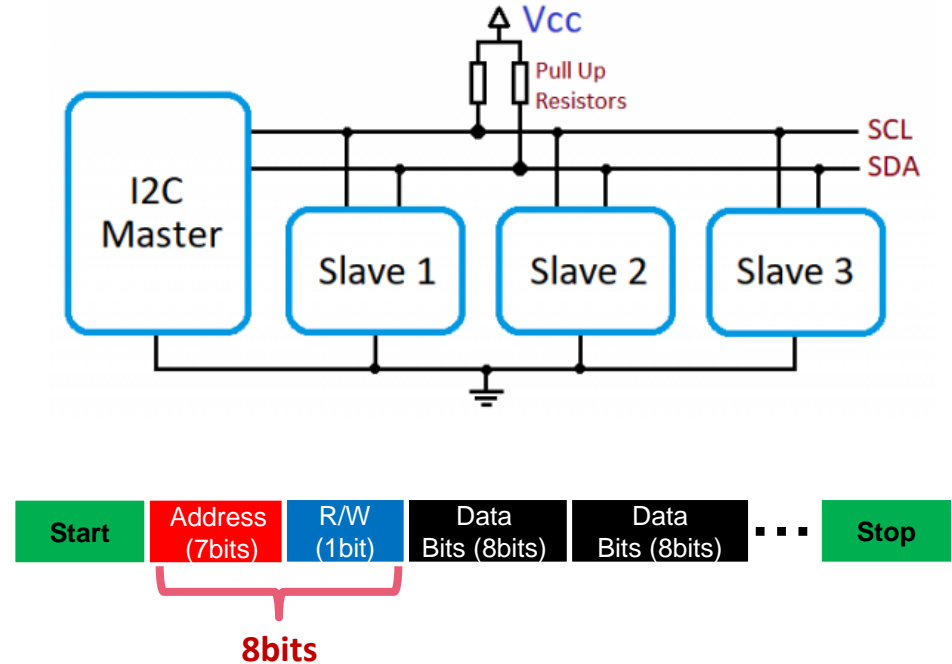 Vcc
Pull Up
Resistors
SCL
SDA
I2C
Master
Slave 1
Slave 2
Slave 3
Start
Address
(7bits)
R/W
(1bit)
Data
Bits (8bits)
Data
Bits (8bits)
Stop
8bits